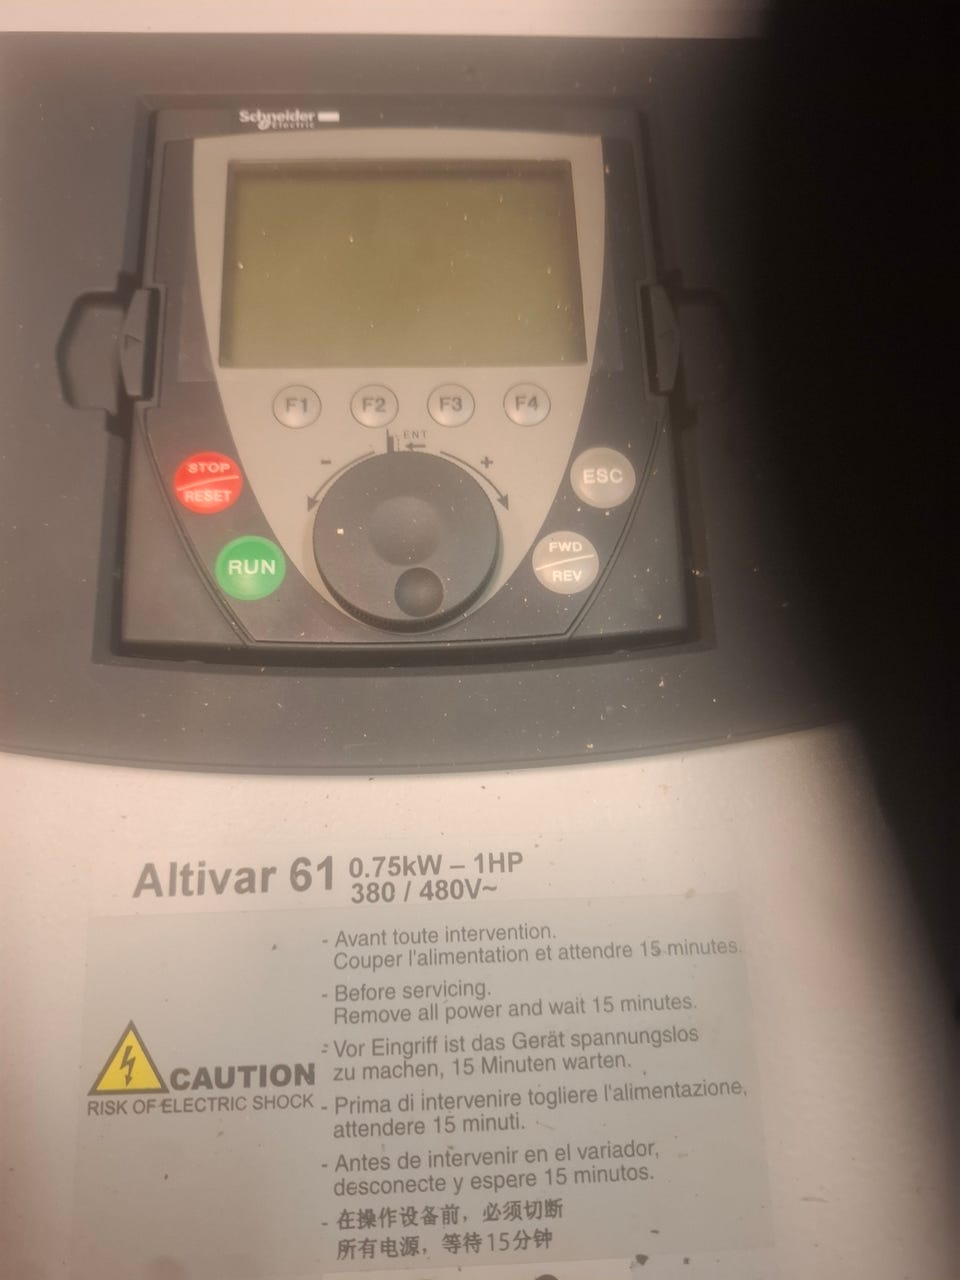 Schneider
Electric
F1 F2 F3 F4
ENT
- +
STOP
RESET
ESC
RUN
FWD
REV
Altivar 61 0.75kW – 1HP
380 / 480V~
- Avant toute intervention.
Couper l'alimentation et attendre 15 minutes.
- Before servicing.
Remove all power and wait 15 minutes.
- Vor Eingriff ist das Gerät spannungslos
zu machen, 15 Minuten warten.
CAUTION
RISK OF ELECTRIC SHOCK
- Prima di intervenire togliere l'alimentazione,
attendere 15 minuti.
- Antes de intervenir en el variador,
desconecte y espere 15 minutos.
- 在操作设备前，必须切断
所有电源，等待15分钟